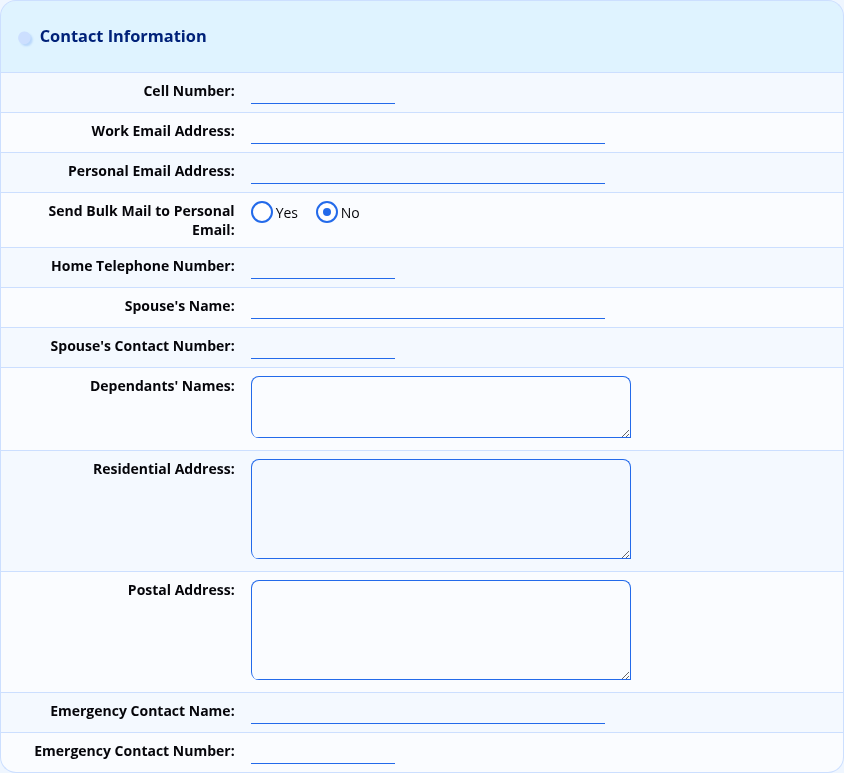 Contact Information
Cell Number:
Work Email Address:
Personal Email Address:
Send Bulk Mail to Personal
Email:
Yes No
Home Telephone Number:
Spouse's Name:
Spouse's Contact Number:
Dependants' Names:
Residential Address:
Postal Address:
Emergency Contact Name:
Emergency Contact Number: